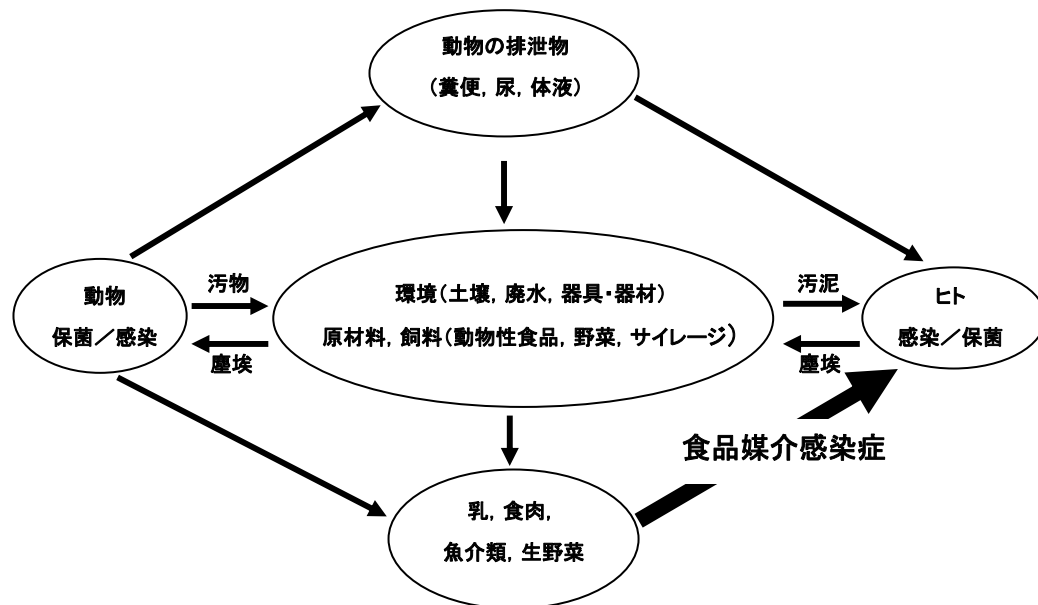 動物の排泄物
(糞便, 尿, 体液)
汚物
動物
保菌／感染
塵埃
環境(土壌, 廃水, 器具・器材)
原材料, 飼料(動物性食品, 野菜, サイレージ)
汚泥
塵埃
ヒト
感染／保菌
食品媒介感染症
乳, 食肉,
魚介類, 生野菜